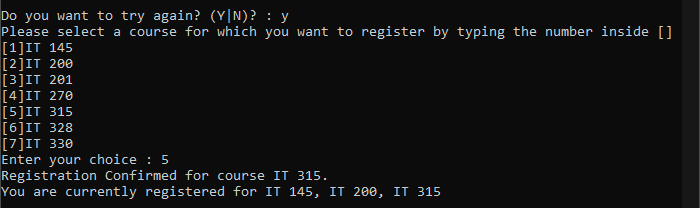 Do you want to try again? (Y|N)? : y
Please select a course for which you want to register by typing the number inside []
[1]IT 145
[2]IT 200
[3]IT 201
[4]IT 270
[5]IT 315
[6]IT 328
[7]IT 330
Enter your choice : 5
Registration Confirmed for course IT 315.
You are currently registered for IT 145, IT 200, IT 315